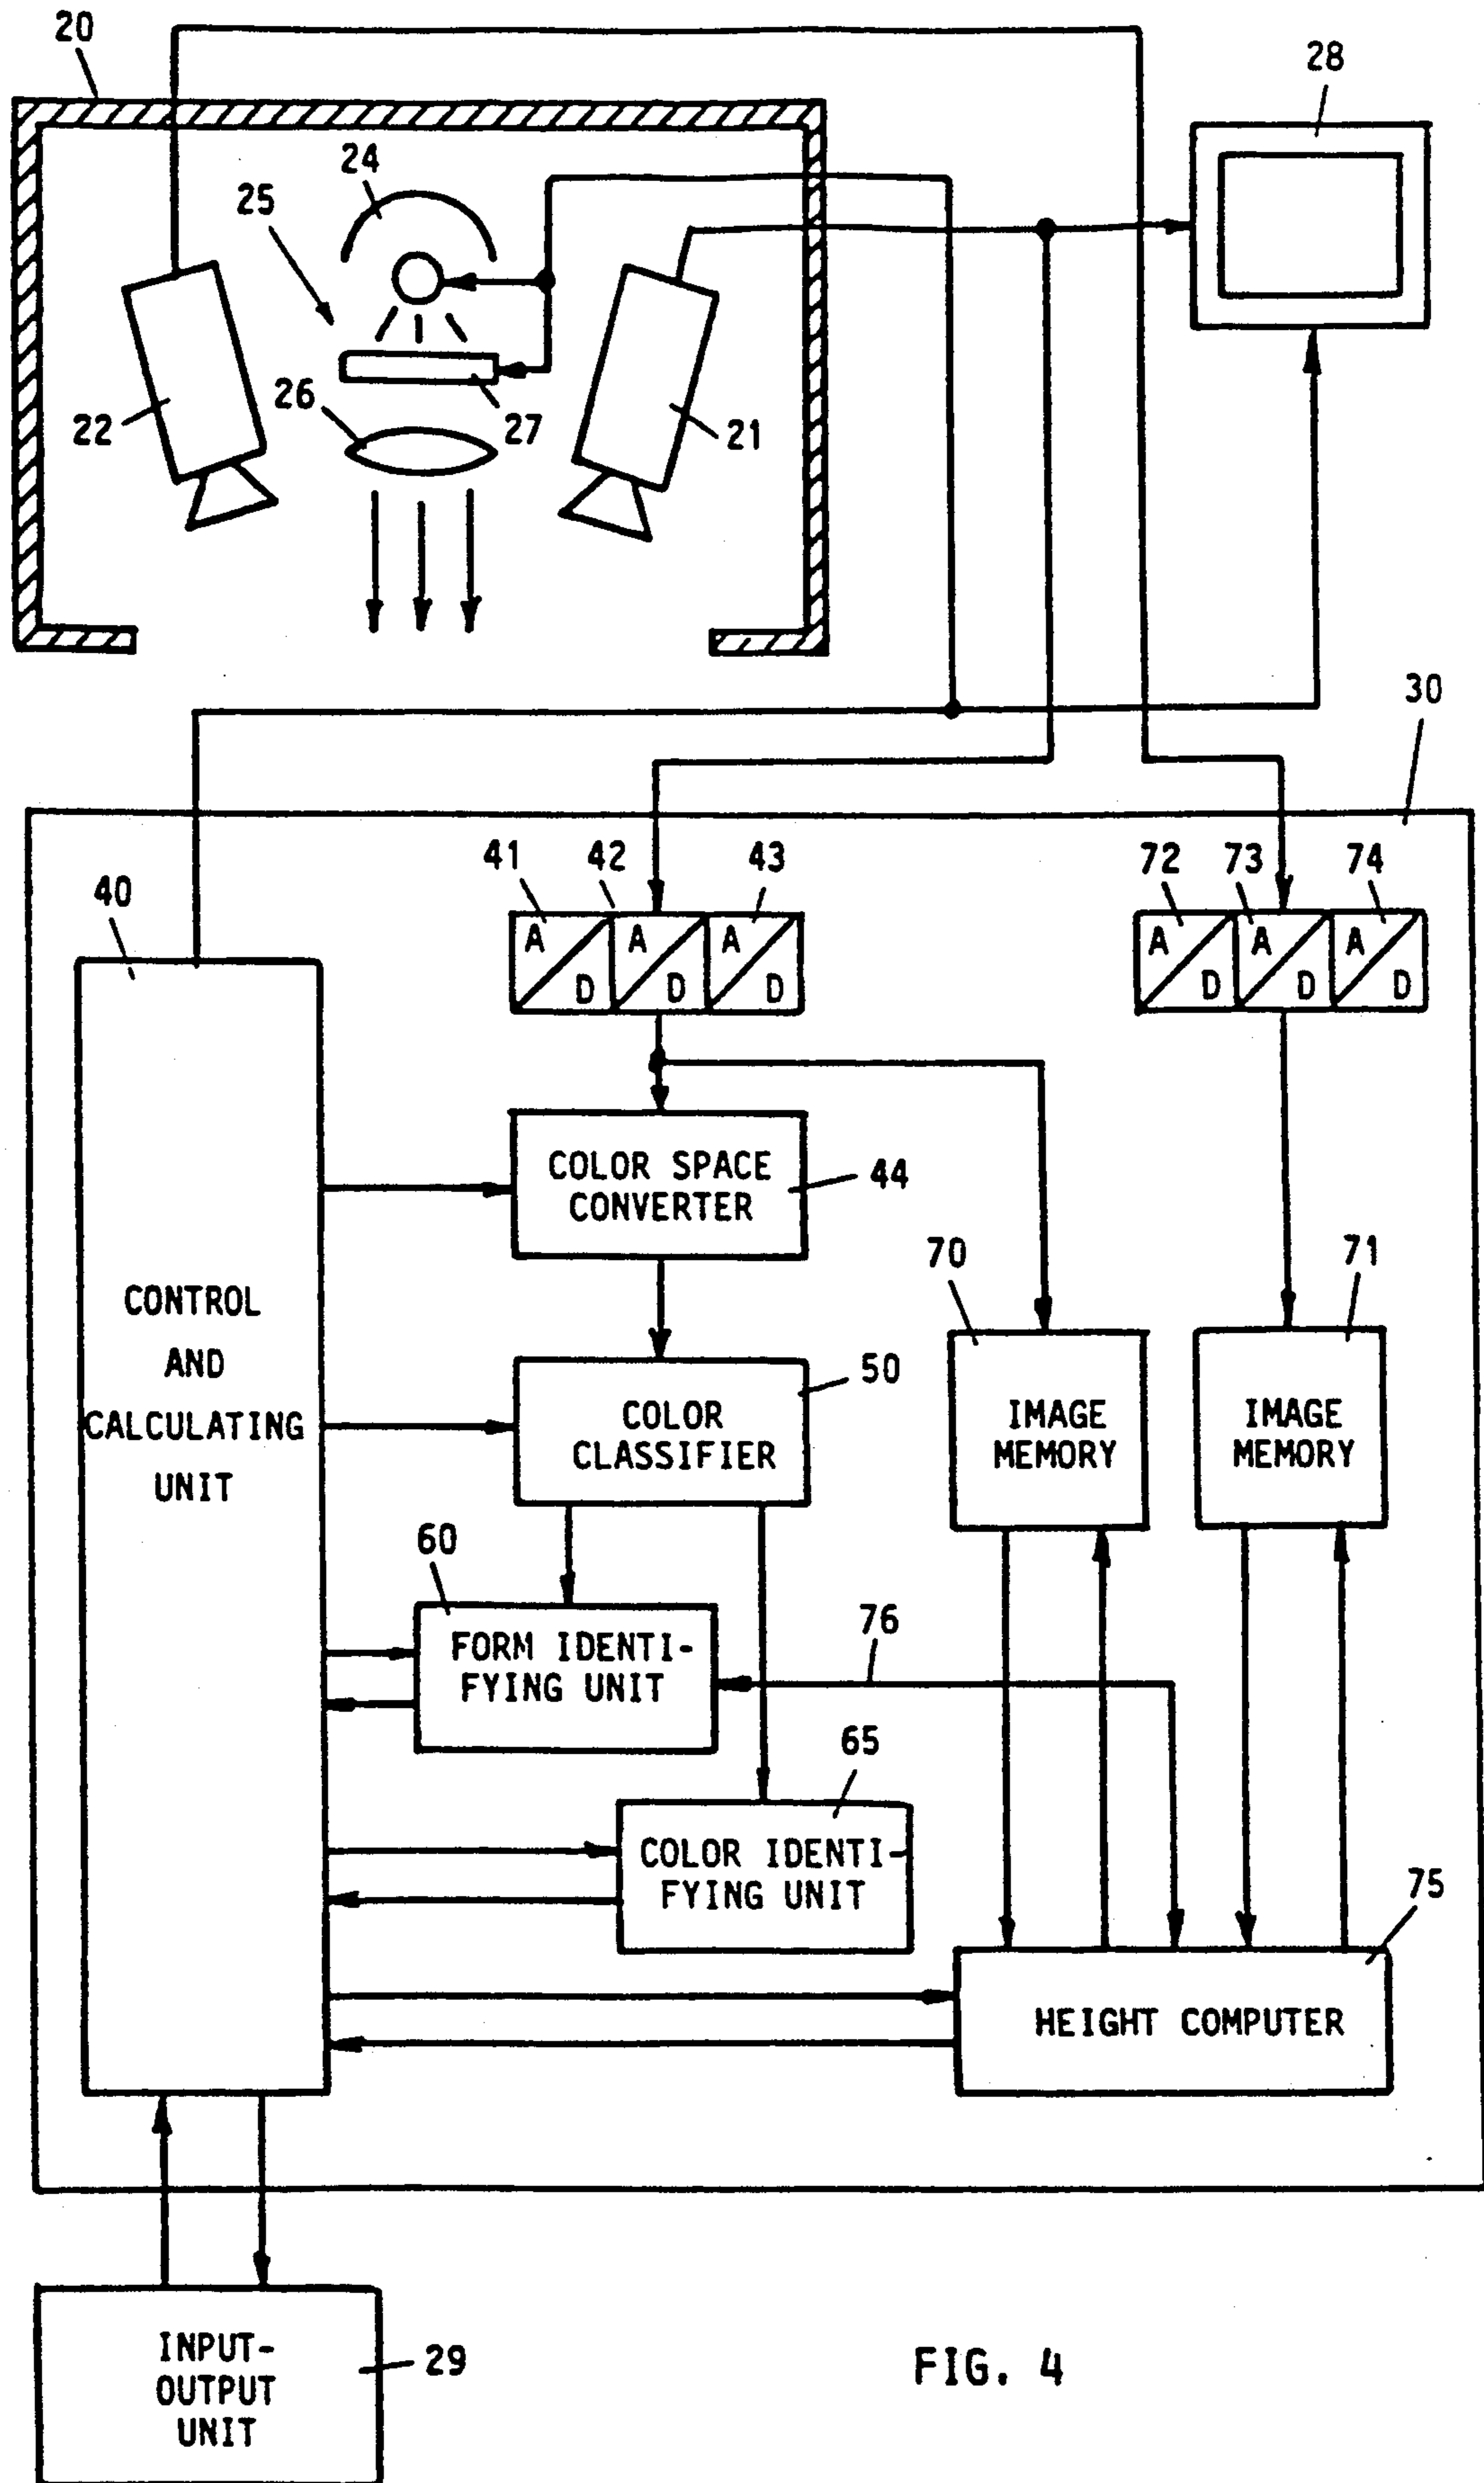 20
28
24
25
22
26
27
21
30
40
41 42 43
72 73 74
A D A D A D
A D A D A D
COLOR SPACE
CONVERTER
44
70
71
CONTROL
AND
CALCULATING
UNIT
COLOR
CLASSIFIER
50
IMAGE
MEMORY
IMAGE
MEMORY
60
FORM IDENTI-
FYING UNIT
76
65
COLOR IDENTI-
FYING UNIT
75
HEIGHT COMPUTER
INPUT-
OUTPUT
UNIT
29
FIG. 4